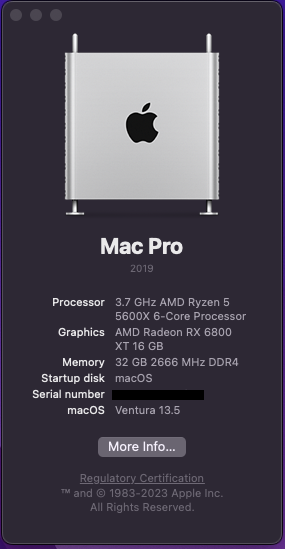 Mac Pro
2019
Processor 3.7 GHz AMD Ryzen 5
5600X 6-Core Processor
Graphics AMD Radeon RX 6800
XT 16 GB
Memory 32 GB 2666 MHz DDR4
Startup disk macOS
Serial number
macOS Ventura 13.5
More Info...
Regulatory Certification
™ and © 1983-2023 Apple Inc.
All Rights Reserved.